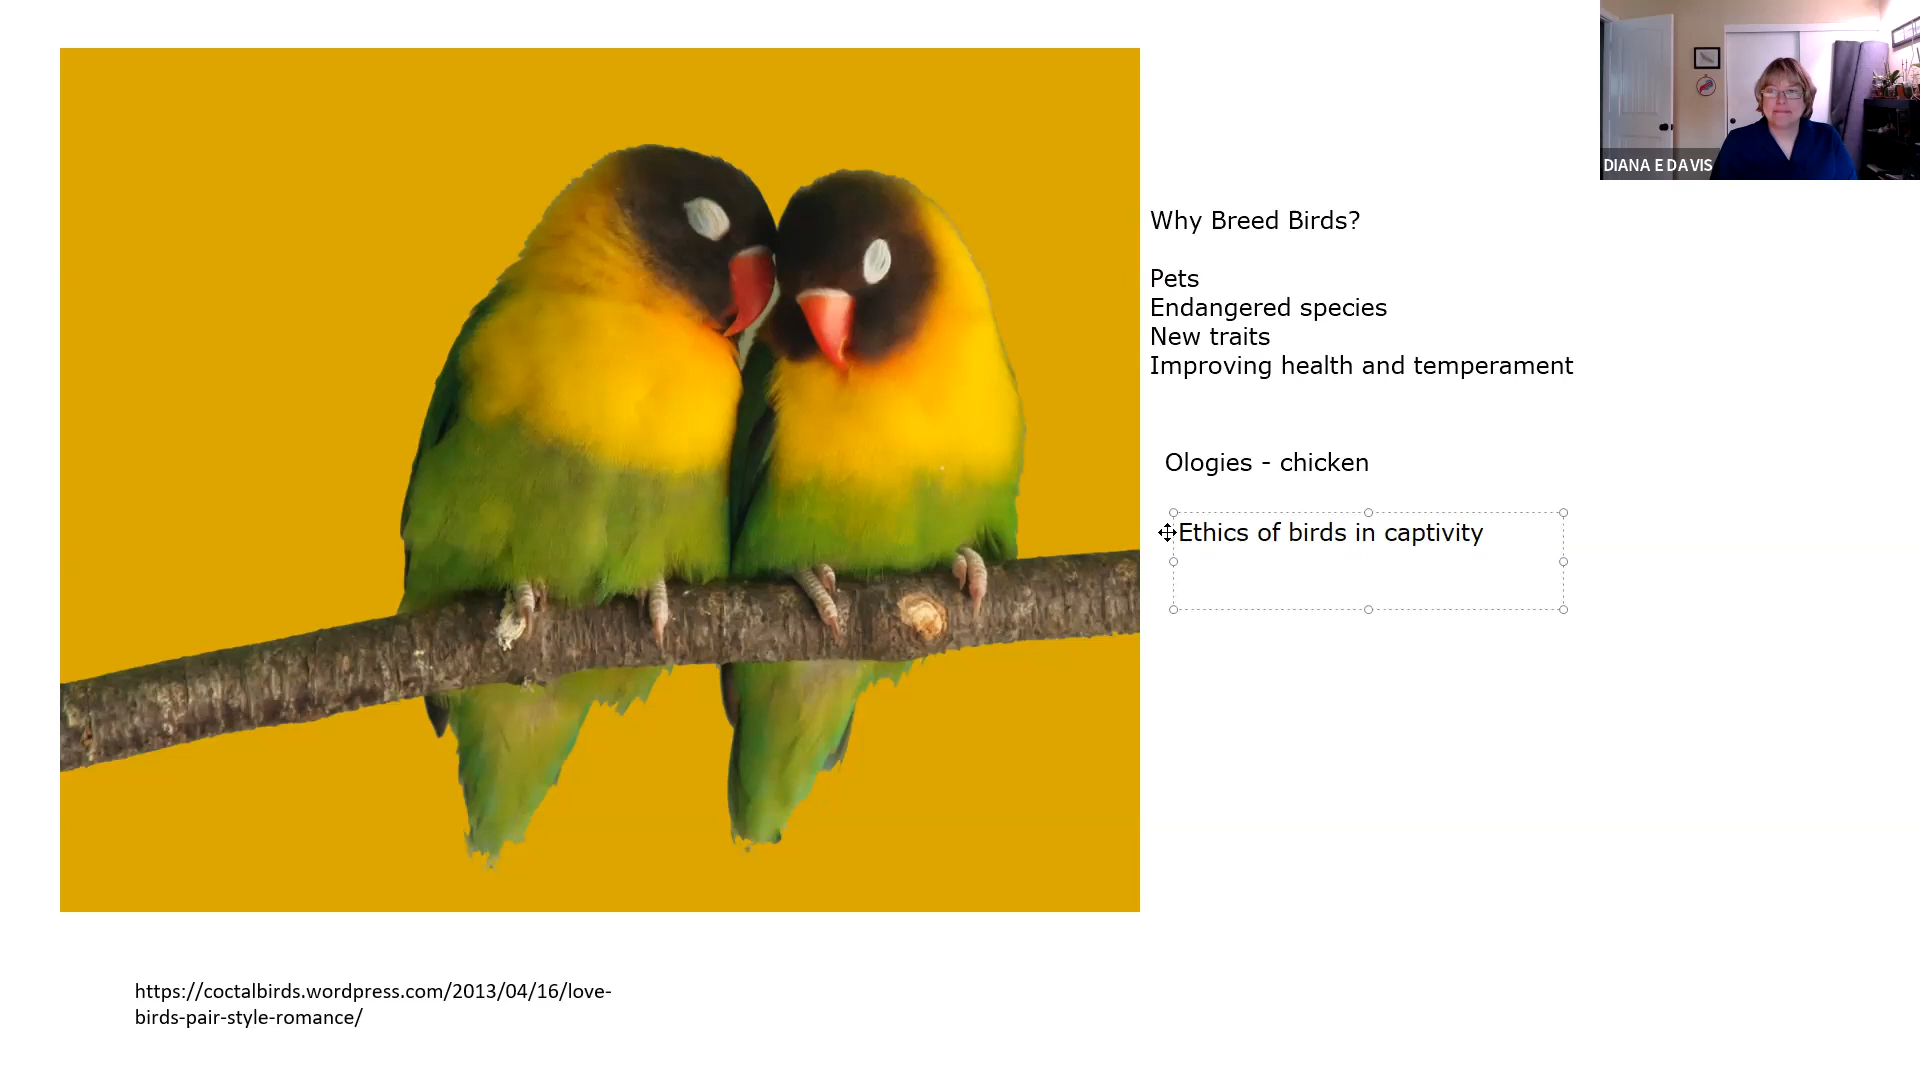 DIANA E DAVIS
Why Breed Birds?
Pets
Endangered species
New traits
Improving health and temperament
Ologies - chicken
Ethics of birds in captivity
https://coctalbirds.wordpress.com/2013/04/16/love-
birds-pair-style-romance/